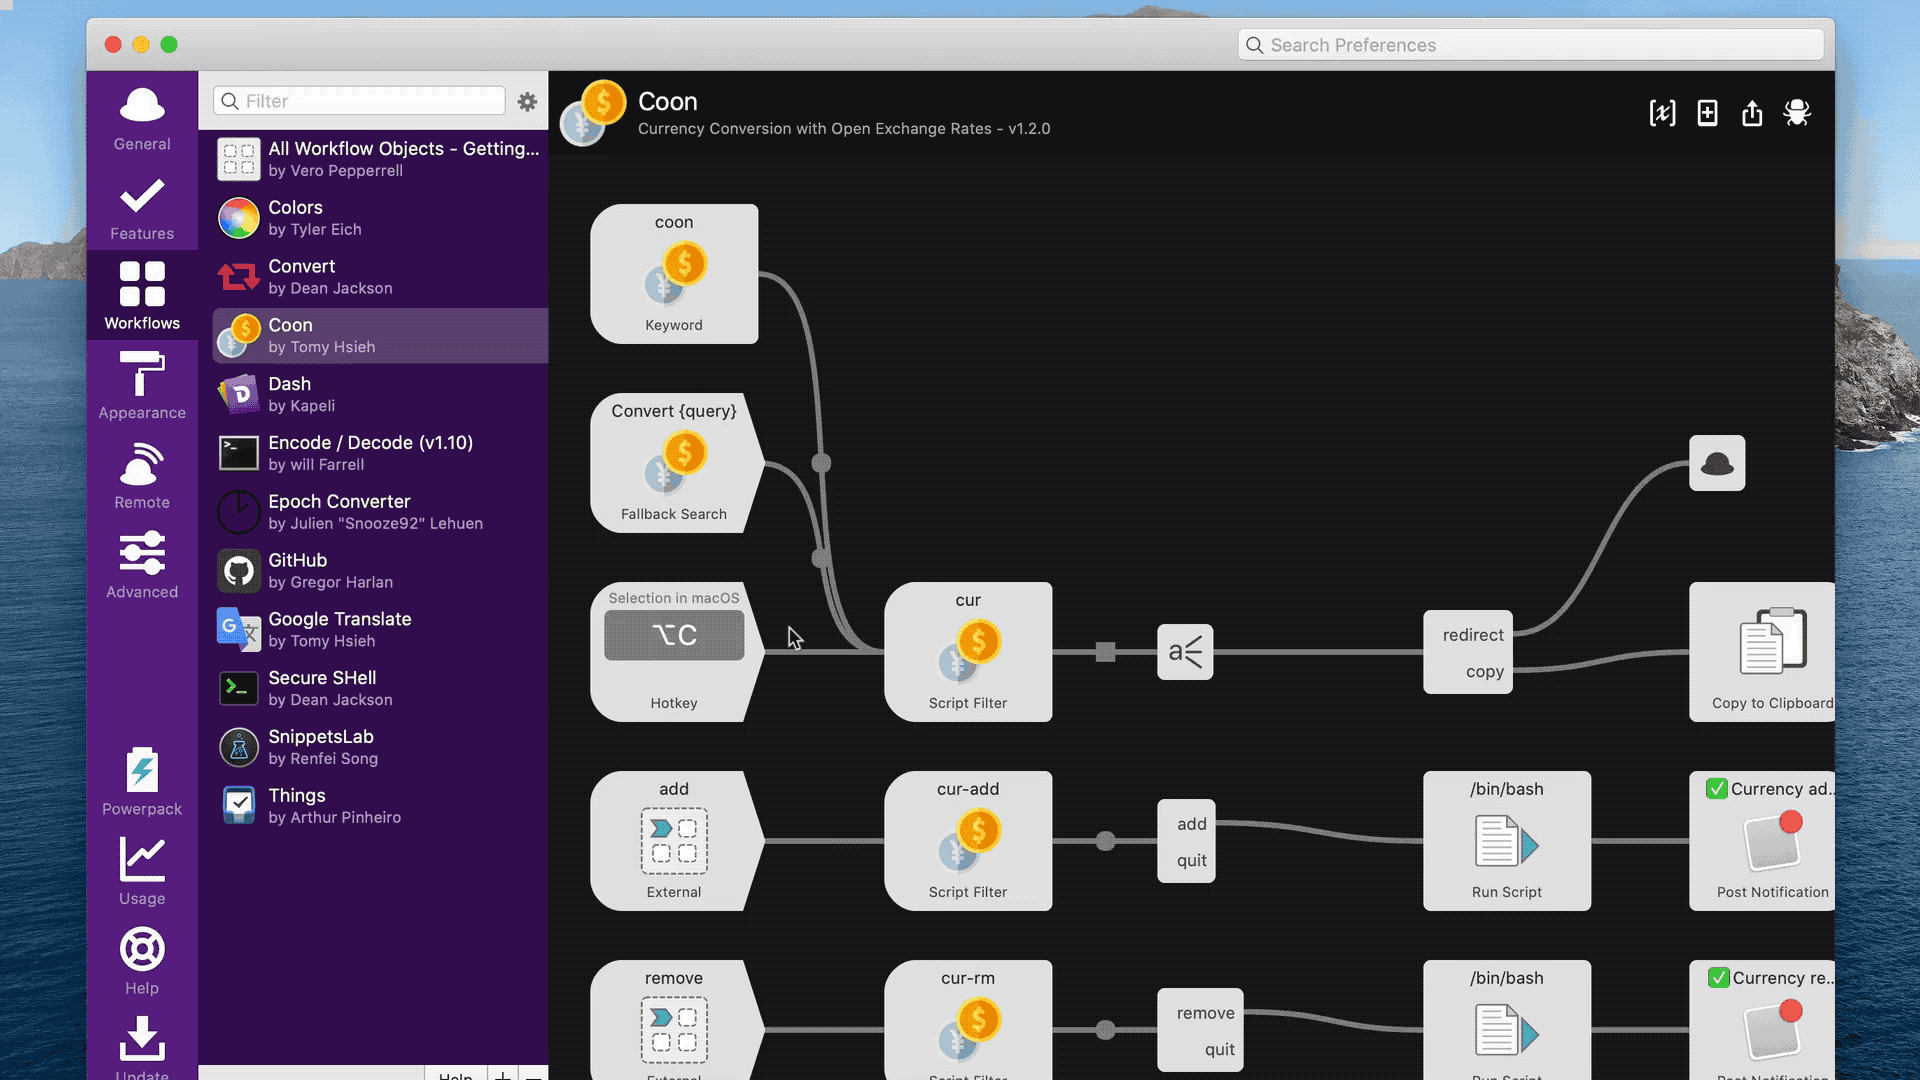 Search Preferences
General
Features
Workflows
Appearance
Remote
Advanced
Powerpack
Usage
Help
Update
Filter
All Workflow Objects - Getting...
by Vero Pepperrell
Colors
by Tyler Eich
Convert
by Dean Jackson
Coon
by Tomy Hsieh
Dash
by Kapeli
Encode / Decode (v1.10)
by will Farrell
Epoch Converter
by Julien "Snooze92" Lehuen
GitHub
by Gregor Harlan
Google Translate
by Tomy Hsieh
Secure SHell
by Dean Jackson
SnippetsLab
by Renfei Song
Things
by Arthur Pinheiro
Help
Coon
Currency Conversion with Open Exchange Rates - v1.2.0
coon
Keyword
Convert {query}
Fallback Search
Selection in macOS
⌥C
Hotkey
cur
Script Filter
a
redirect
copy
Copy to Clipboard
add
External
cur-add
Script Filter
add
quit
/bin/bash
Run Script
✅ Currency ad...
Post Notification
remove
External
cur-rm
Script Filter
remove
quit
/bin/bash
Run Script
✅ Currency re...
Post Notification